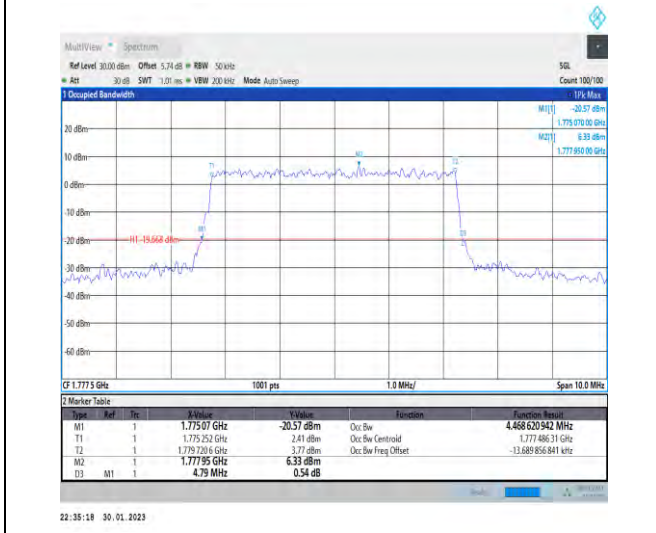 MultiView Spectrum
Ref Level 30.00 dBm Offset 5.74 dB RBW 50 kHz SGL
Att 30 dB SWT 1.01 ms VBW 200 kHz Mode Auto Sweep Count 100/100
1 Occupied Bandwidth 1Pk Max
M1[1] -20.57 dBm
1.775 070 00 GHz
20 dBm M2[1] 6.33 dBm
1.777 950 00 GHz
10 dBm
M2
T1 T2
0 dBm
-10 dBm
M1 D3
-20 dBm H1 -19.668 dBm
-30 dBm
-40 dBm
-50 dBm
-60 dBm
CF 1.777 5 GHz 1001 pts 1.0 MHz/ Span 10.0 MHz
2 Marker Table
Type Ref Trc X-Value Y-Value Function Function Result
M1 1 1.775 07 GHz -20.57 dBm Occ Bw 4.468 620 942 MHz
T1 1 1.775 252 GHz 2.41 dBm Occ Bw Centroid 1.777 486 31 GHz
T2 1 1.779 720 6 GHz 3.77 dBm Occ Bw Freq Offset -13.689 856 841 kHz
M2 1 1.777 95 GHz 6.33 dBm
D3 M1 1 4.79 MHz 0.54 dB
22:35:18 30.01.2023